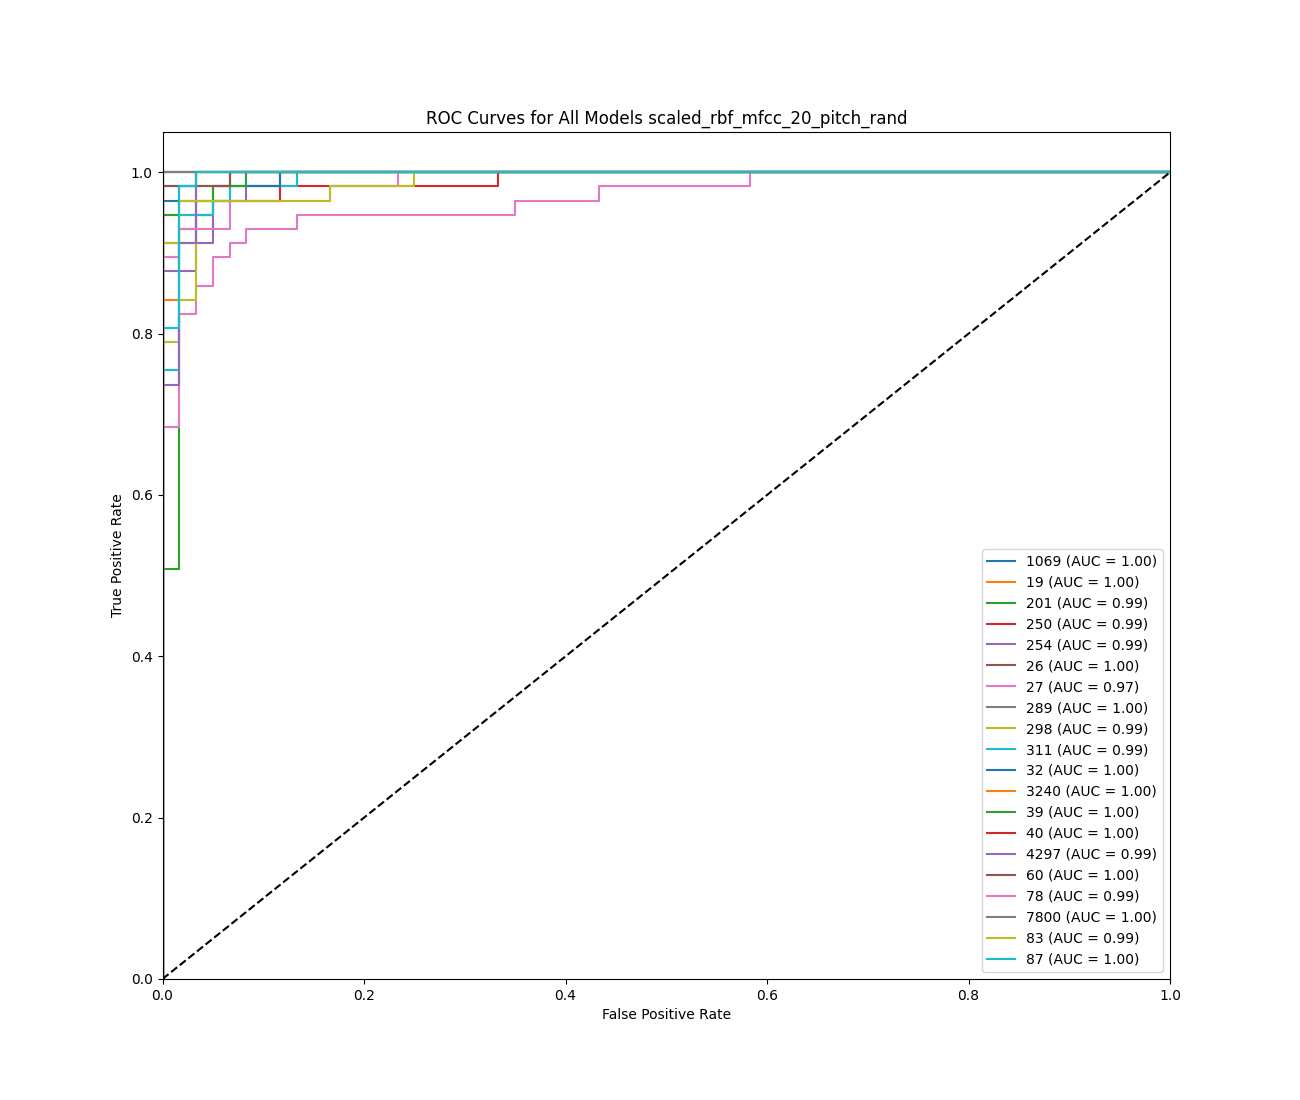 ROC Curves for All Models scaled_rbf_mfcc_20_pitch_rand
1.0
0.8
0.6
0.4
0.2
0.0
True Positive Rate
1069 (AUC = 1.00)
19 (AUC = 1.00)
201 (AUC = 0.99)
250 (AUC = 0.99)
254 (AUC = 0.99)
26 (AUC = 1.00)
27 (AUC = 0.97)
289 (AUC = 1.00)
298 (AUC = 0.99)
311 (AUC = 0.99)
32 (AUC = 1.00)
3240 (AUC = 1.00)
39 (AUC = 1.00)
40 (AUC = 1.00)
4297 (AUC = 0.99)
60 (AUC = 1.00)
78 (AUC = 0.99)
7800 (AUC = 1.00)
83 (AUC = 0.99)
87 (AUC = 1.00)
0.0 0.2 0.4 0.6 0.8 1.0
False Positive Rate